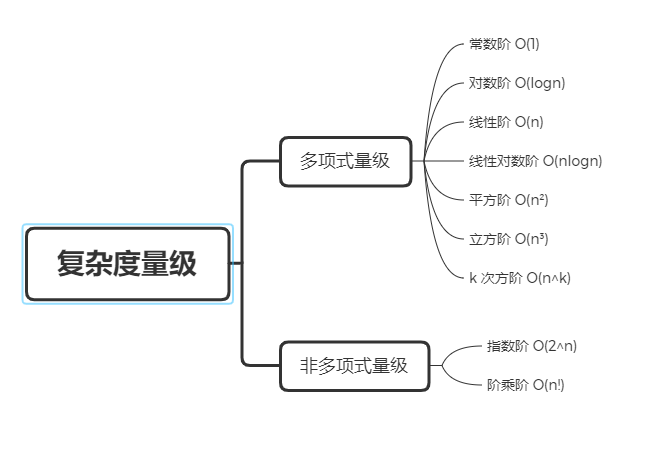 复杂度量级
多项式量级
常数阶 O(1)
对数阶 O(logn)
线性阶 O(n)
线性对数阶 O(nlogn)
平方阶 O(n²)
立方阶 O(n³)
k 次方阶 O(n^k)
非多项式量级
指数阶 O(2^n)
阶乘阶 O(n!)